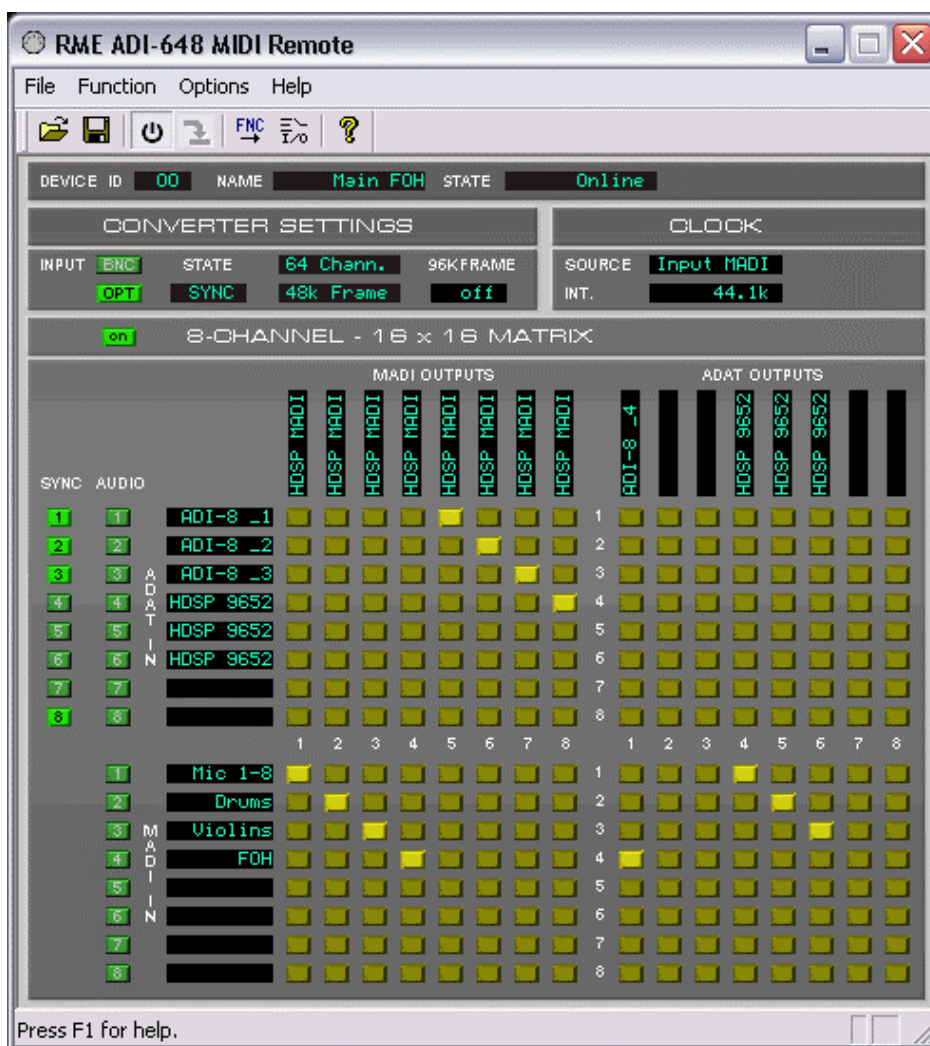 RME ADI-648 MIDI Remote
File Function Options Help
FNC I/O ?
DEVICE ID 00 NAME Main FOH STATE Online
CONVERTER SETTINGS CLOCK
INPUT BNC STATE 64 Chann. 96KFRAME SOURCE Input MADI
OPT SYNC 48k Frame off INT. 44.1k
on 8-CHANNEL - 16 x 16 MATRIX
MADI OUTPUTS ADAT OUTPUTS
HDSP MADI HDSP MADI HDSP MADI HDSP MADI HDSP MADI HDSP MADI HDSP MADI HDSP MADI ADI-8 _4 HDSP 9652 HDSP 9652 HDSP 9652
SYNC AUDIO
ADAT IN
1 1 ADI-8 _1 1
2 2 ADI-8 _2 2
3 3 ADI-8 _3 3
4 4 HDSP 9652 4
5 5 HDSP 9652 5
6 6 HDSP 9652 6
7 7 7
8 8 8
1 2 3 4 5 6 7 8 1 2 3 4 5 6 7 8
MADI IN
1 Mic 1-8 1
2 Drums 2
3 Violins 3
4 FOH 4
5 5
6 6
7 7
8 8
Press F1 for help.